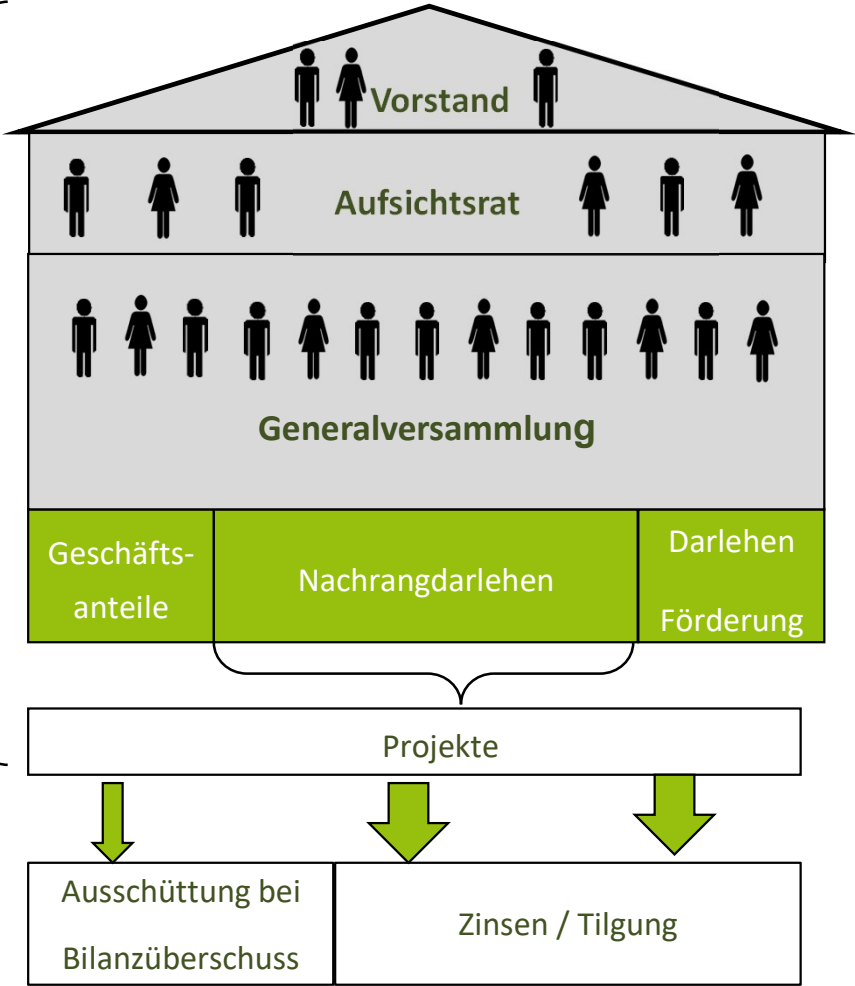 Vorstand
Aufsichtsrat
Generalversammlung
Geschäfts-
anteile
Nachrangdarlehen
Darlehen
Förderung
Projekte
Ausschüttung bei
Bilanzüberschuss
Zinsen / Tilgung